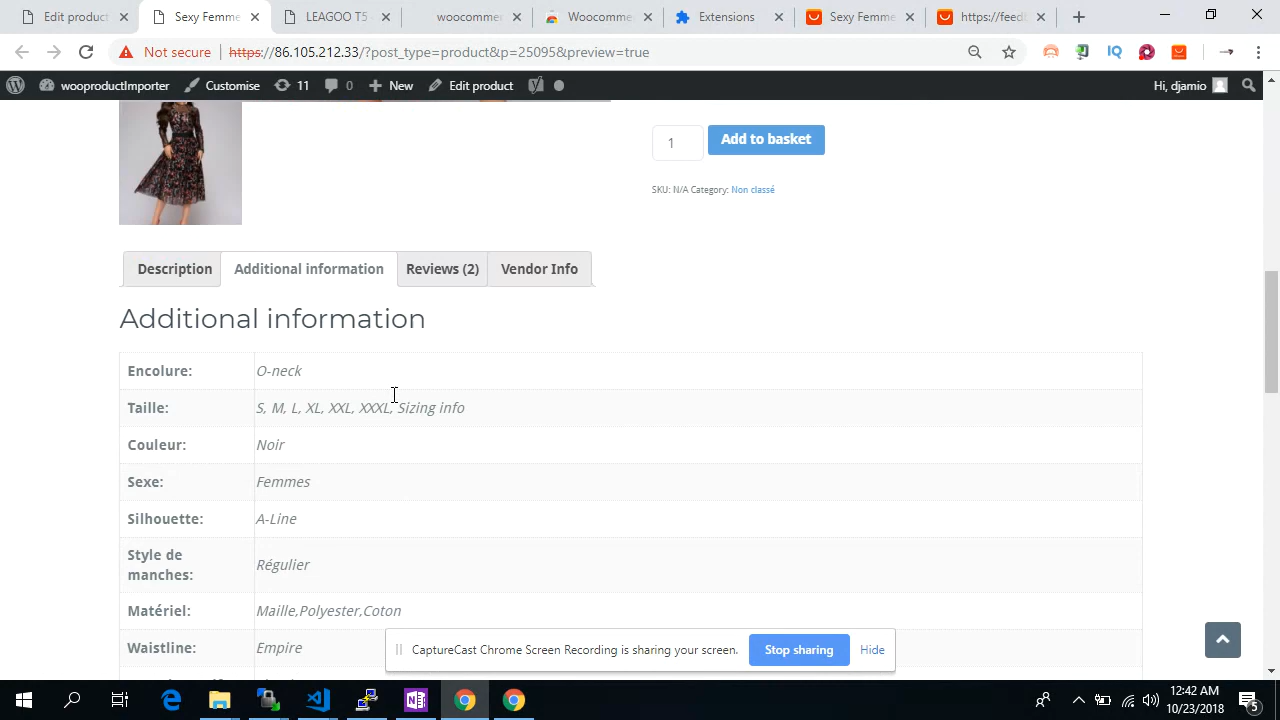 Edit product
Sexy Femme
LEAGOO T5 -
woocommer
Woocomme
Extensions
Sexy Femme
https://feedb
Not secure https://86.105.212.33/?post_type=product&p=25095&preview=true
IQ
wooproductImporter Customise 11 0 New Edit product Hi, djamio
1 Add to basket
SKU: N/A Category: Non classé
Description Additional information Reviews (2) Vendor Info
Additional information
Encolure: O-neck
Taille: S, M, L, XL, XXL, XXXL, Sizing info
Couleur: Noir
Sexe: Femmes
Silhouette: A-Line
Style de
manches: Régulier
Matériel: Maille,Polyester,Coton
Waistline: Empire
CaptureCast Chrome Screen Recording is sharing your screen. Stop sharing Hide
12:42 AM
10/23/2018
5